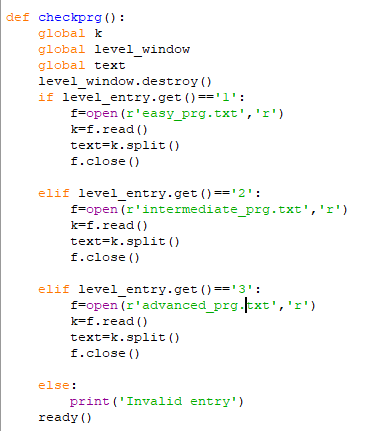 def checkprg():
    global k
    global level_window
    global text
    level_window.destroy()
    if level_entry.get()=='1':
        f=open(r'easy_prg.txt','r')
        k=f.read()
        text=k.split()
        f.close()

    elif level_entry.get()=='2':
        f=open(r'intermediate_prg.txt','r')
        k=f.read()
        text=k.split()
        f.close()

    elif level_entry.get()=='3':
        f=open(r'advanced_prg.txt','r')
        k=f.read()
        text=k.split()
        f.close()

    else:
        print('Invalid entry')
    ready()